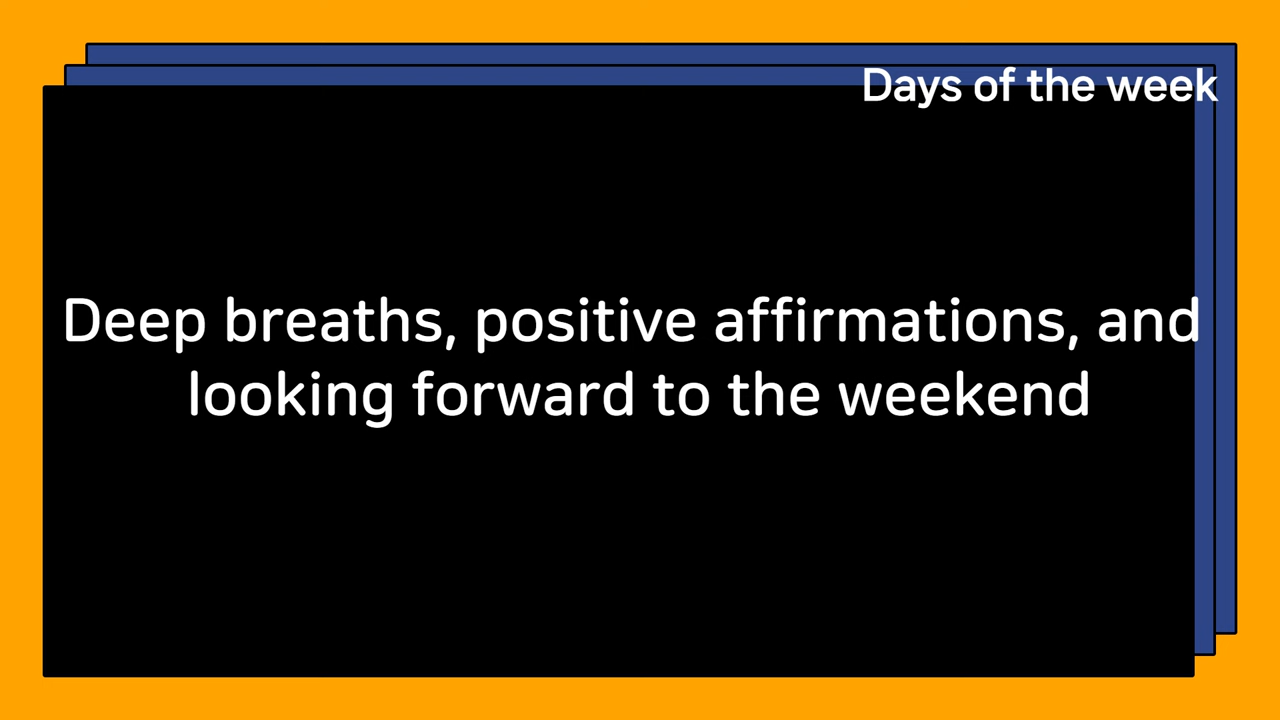 Days of the week
Deep breaths, positive affirmations, and
looking forward to the weekend